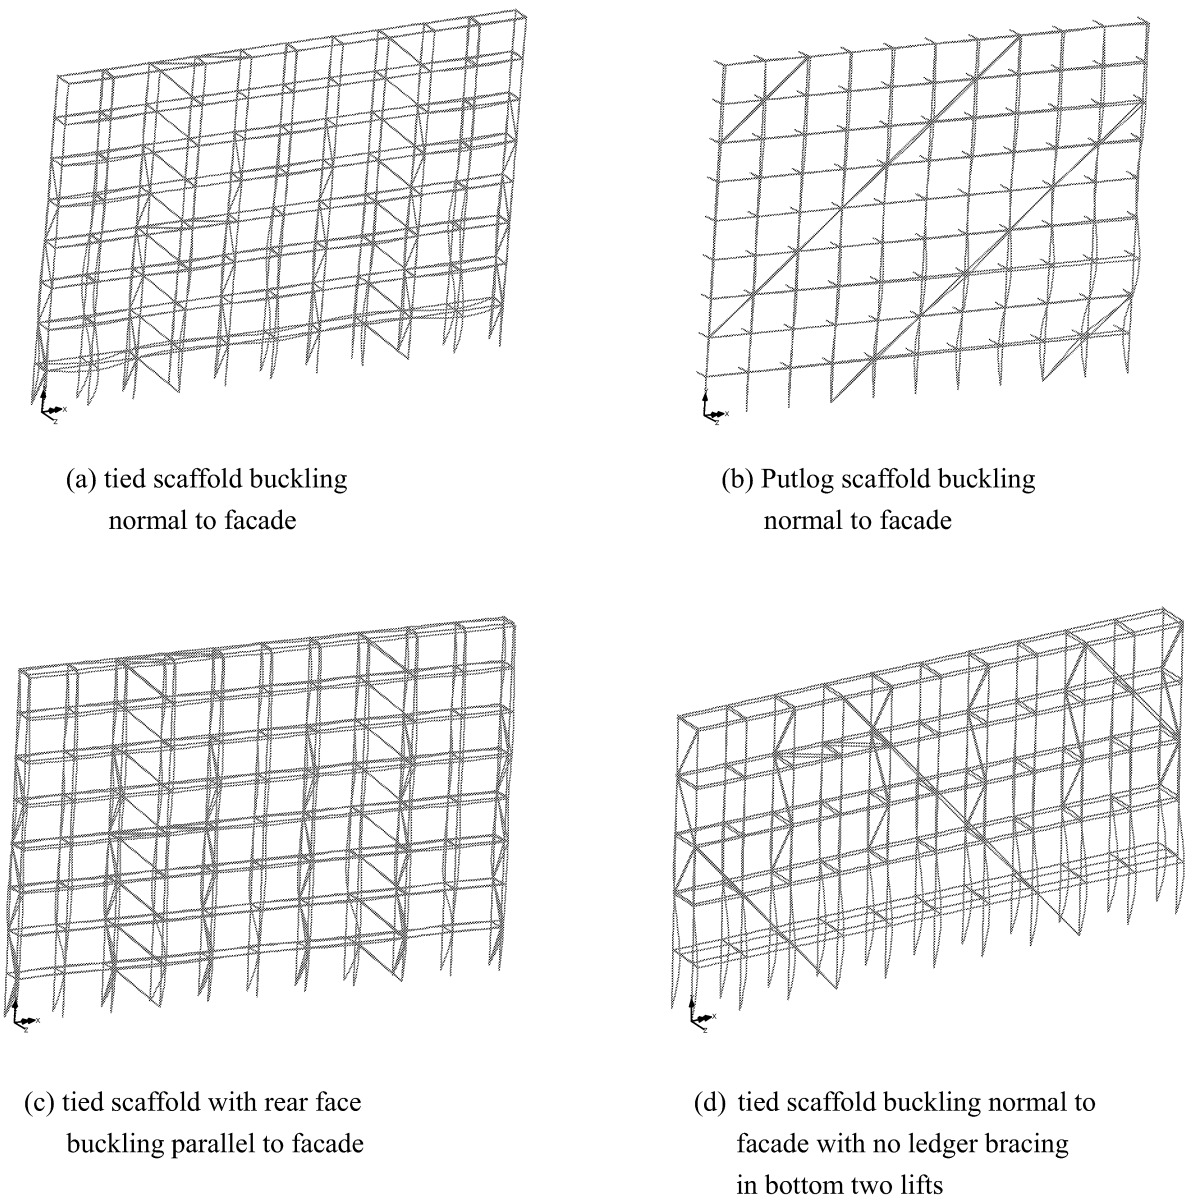 x
z
(a) tied scaffold buckling
normal to facade
x
z
(b) Putlog scaffold buckling
normal to facade
x
z
(c) tied scaffold with rear face
buckling parallel to facade
x
z
(d) tied scaffold buckling normal to
facade with no ledger bracing
in bottom two lifts